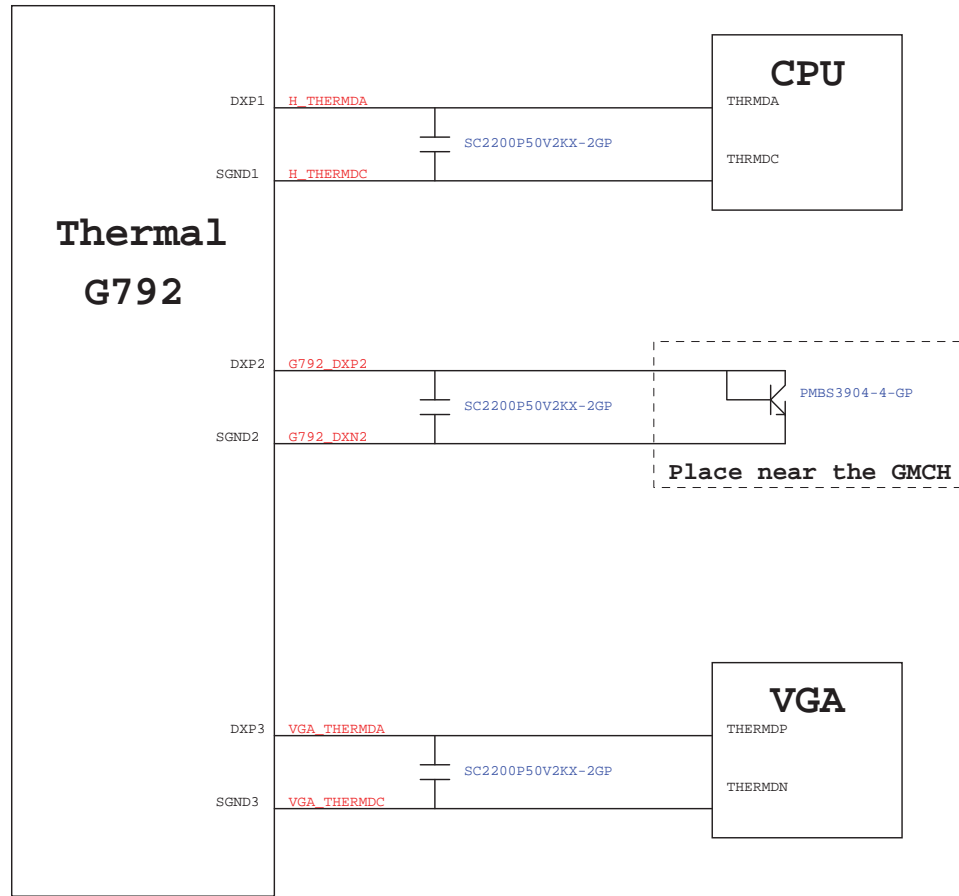 CPU
DXP1 H_THERMDA THRMDA
SC2200P50V2KX-2GP
THRMDC
SGND1 H_THERMDC
Thermal
G792
DXP2 G792_DXP2
PMBS3904-4-GP
SC2200P50V2KX-2GP
SGND2 G792_DXN2
Place near the GMCH
VGA
DXP3 VGA_THERMDA THERMDP
SC2200P50V2KX-2GP
THERMDN
SGND3 VGA_THERMDC